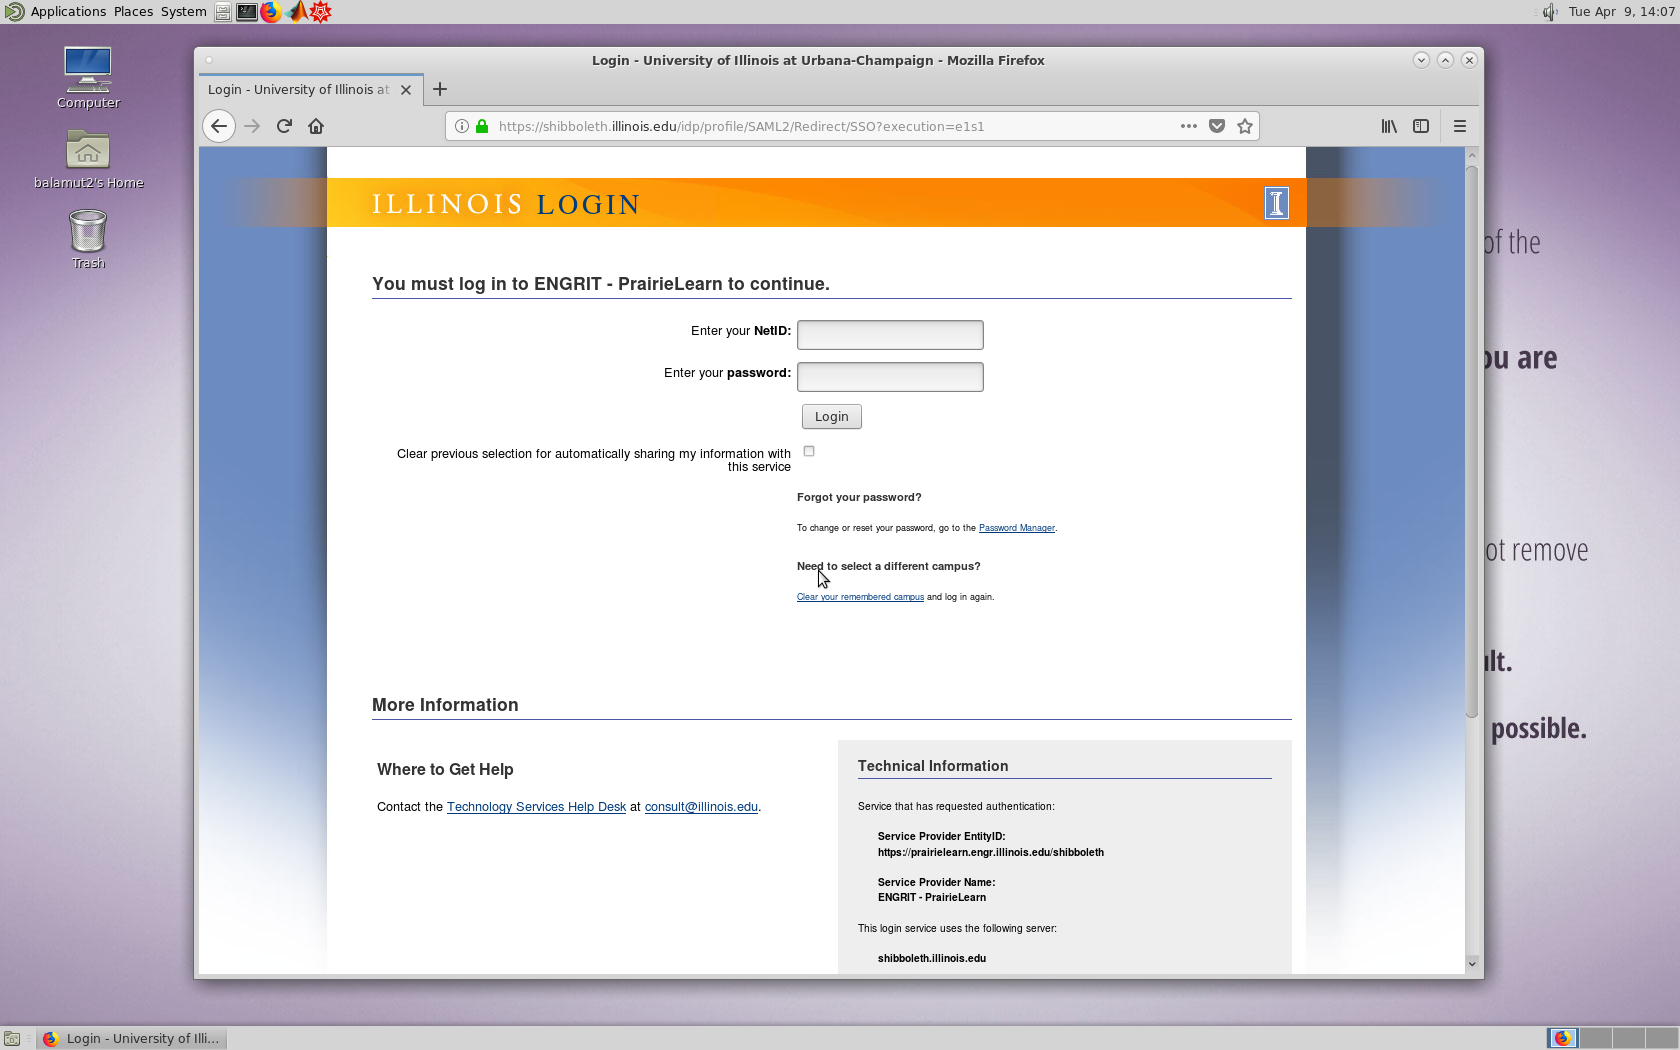 Applications Places System
Tue Apr 9, 14:07
Computer
balamut2's Home
Trash
Login - University of Illinois at Urbana-Champaign - Mozilla Firefox
Login - University of Illinois at
https://shibboleth.illinois.edu/idp/profile/SAML2/Redirect/SSO?execution=e1s1
ILLINOIS LOGIN
I
You must log in to ENGRIT - PrairieLearn to continue.
Enter your NetID:
Enter your password:
Login
Clear previous selection for automatically sharing my information with
this service
Forgot your password?
To change or reset your password, go to the Password Manager.
Need to select a different campus?
Clear your remembered campus and log in again.
More Information
Where to Get Help
Contact the Technology Services Help Desk at consult@illinois.edu.
Technical Information
Service that has requested authentication:
Service Provider EntityID:
https://prairielearn.engr.illinois.edu/shibboleth
Service Provider Name:
ENGRIT - PrairieLearn
This login service uses the following server:
shibboleth.illinois.edu
of the
are
remove
possible.
Login - University of Illi...